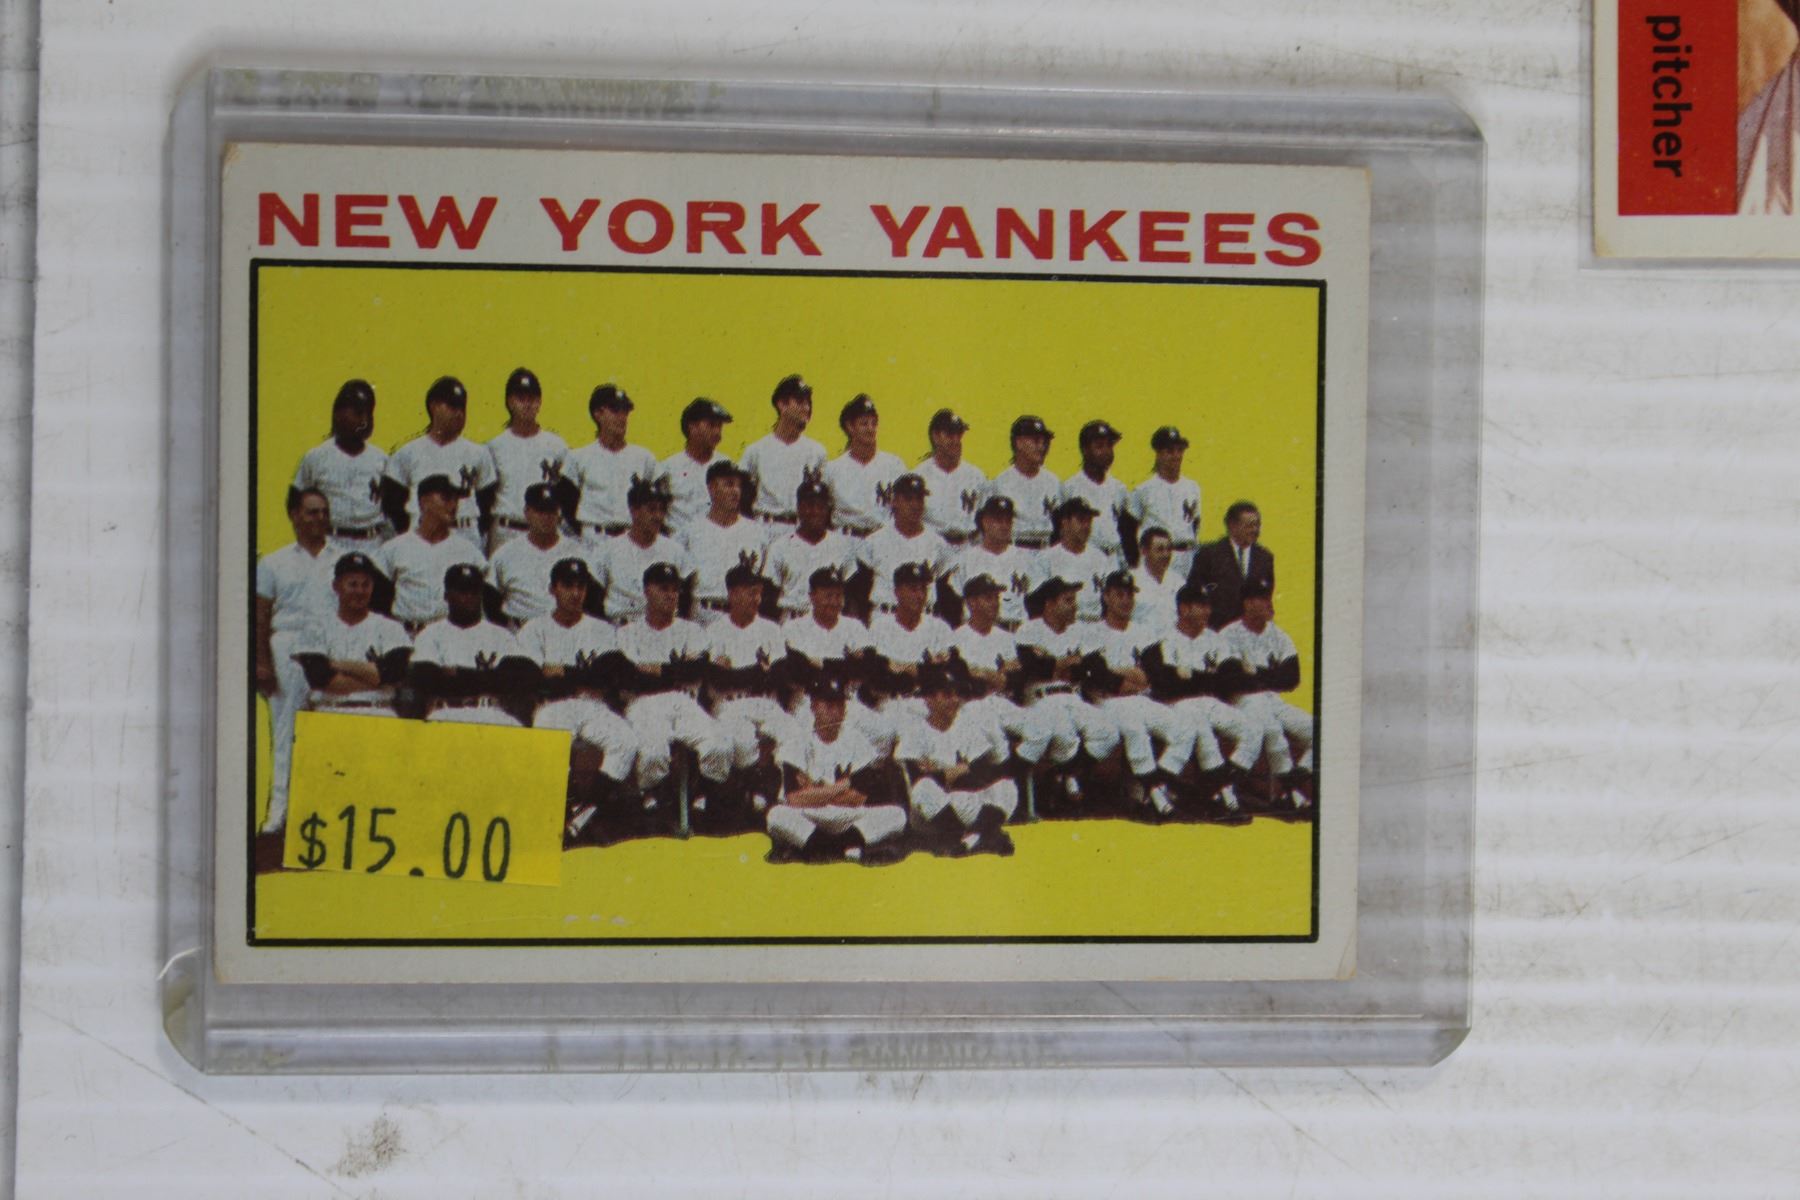 NEW YORK YANKEES
$15.00
pitcher